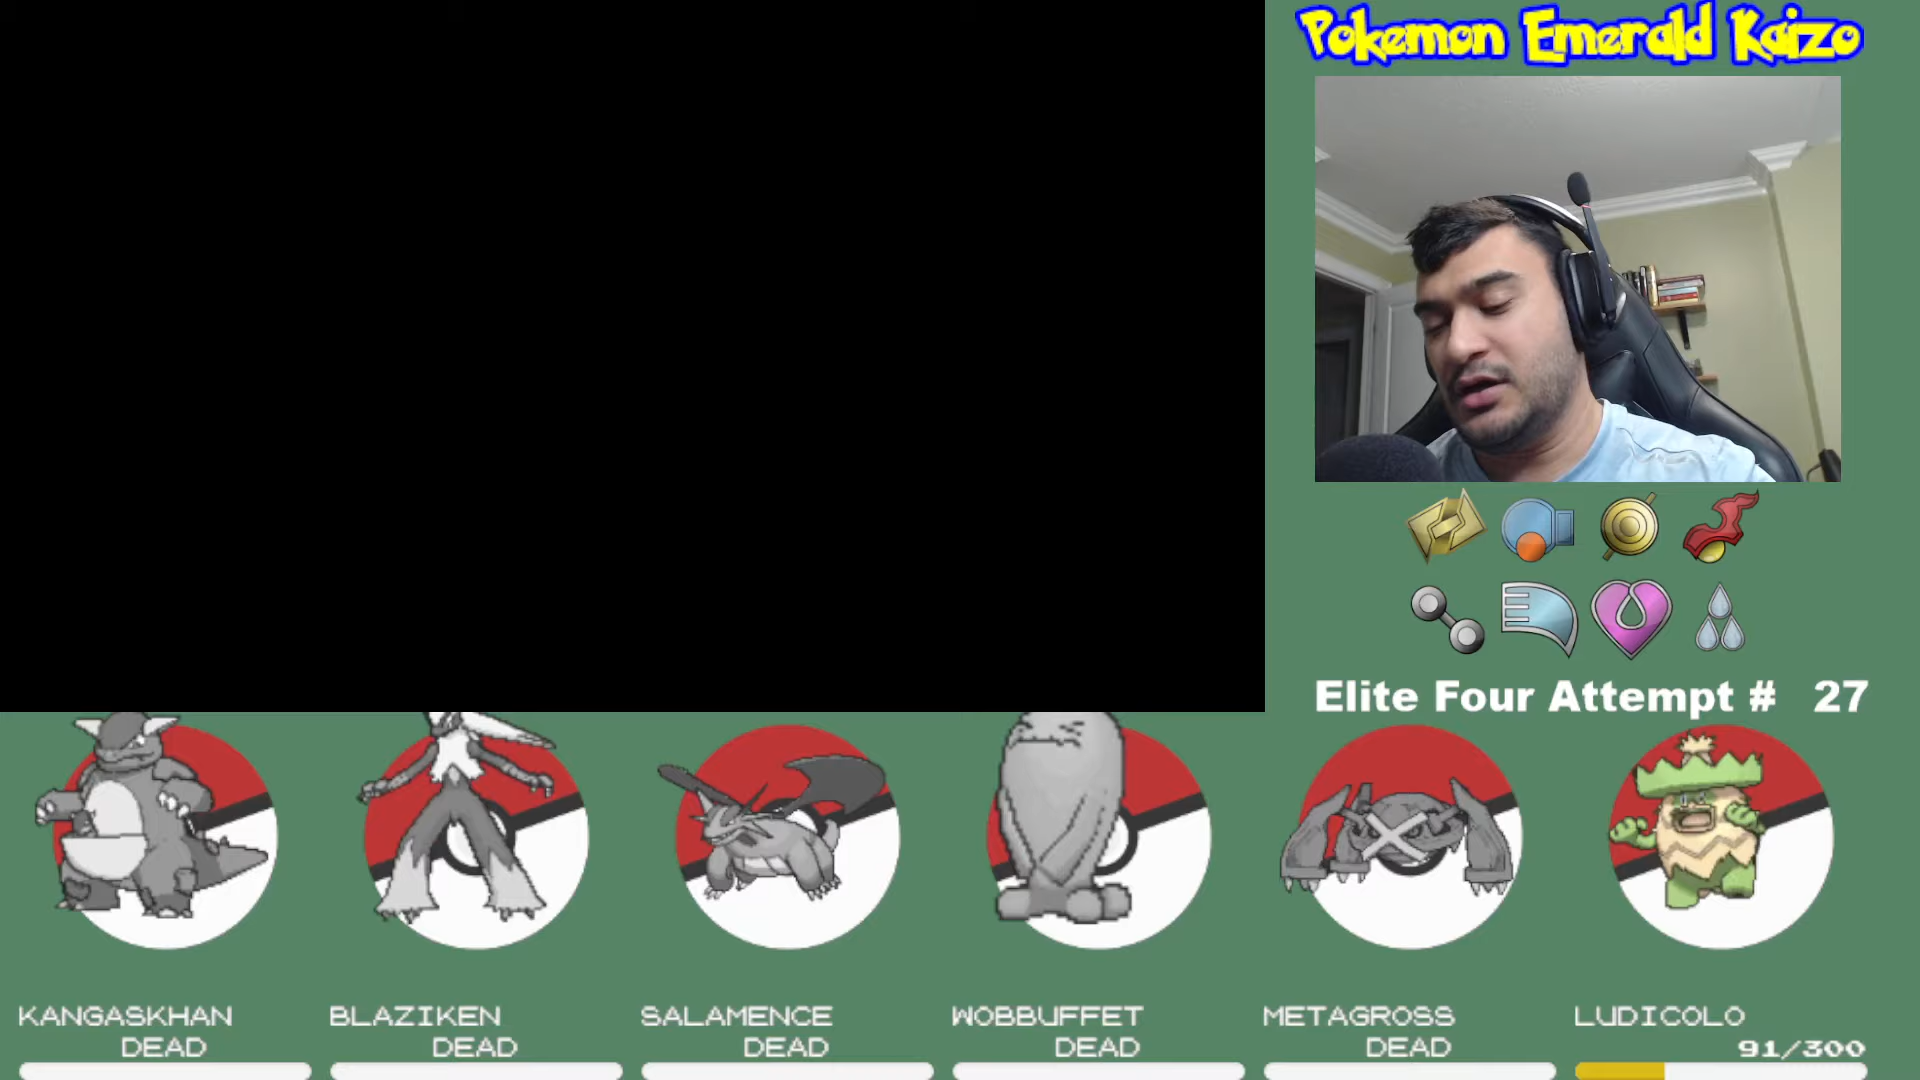 Pokemon Emerald Kaizo
Elite Four Attempt # 27
KANGASKHAN BLAZIKEN SALAMENCE WOBBUFFET METAGROSS LUDICOLO
DEAD DEAD DEAD DEAD DEAD 91/300